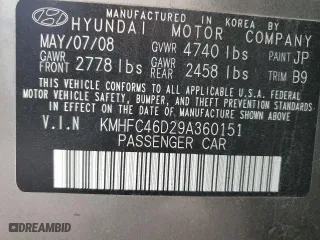 MANUFACTURED IN KOREA BY
HYUNDAI MOTOR COMPANY
MAY/07/08 GVWR 4740 lbs PAINT JP
GAWR FRONT 2778 lbs GAWR REAR 2458 lbs TRIM B9
THIS VEHICLE CONFORMS TO ALL APPLICABLE U.S.A. FEDERAL
MOTOR VEHICLE SAFETY, BUMPER, AND THEFT PREVENTION
STANDARDS IN EFFECT ON THE DATE OF MANUFACTURE
SHOWN ABOVE.
V.I.N KMHFC46D29A360151
PASSENGER CAR
DREAMBID